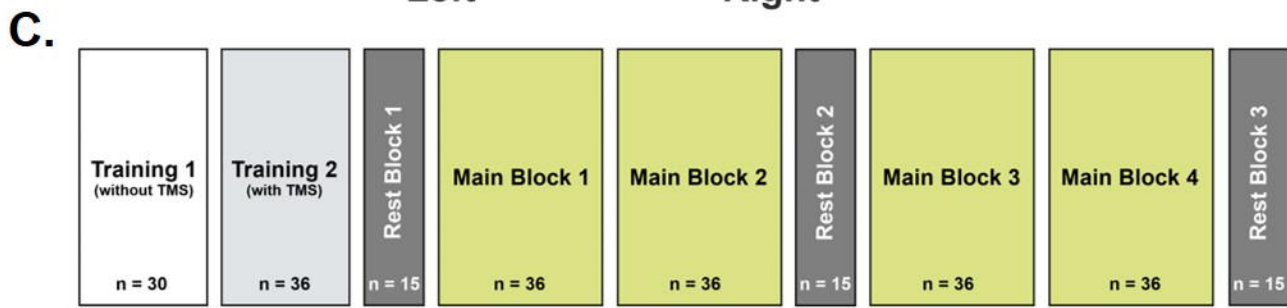 C.
Training 1
(without TMS)
n = 30
Training 2
(with TMS)
n = 36
Rest Block 1
n = 15
Main Block 1
n = 36
Main Block 2
n = 36
Rest Block 2
n = 15
Main Block 3
n = 36
Main Block 4
n = 36
Rest Block 3
n = 15